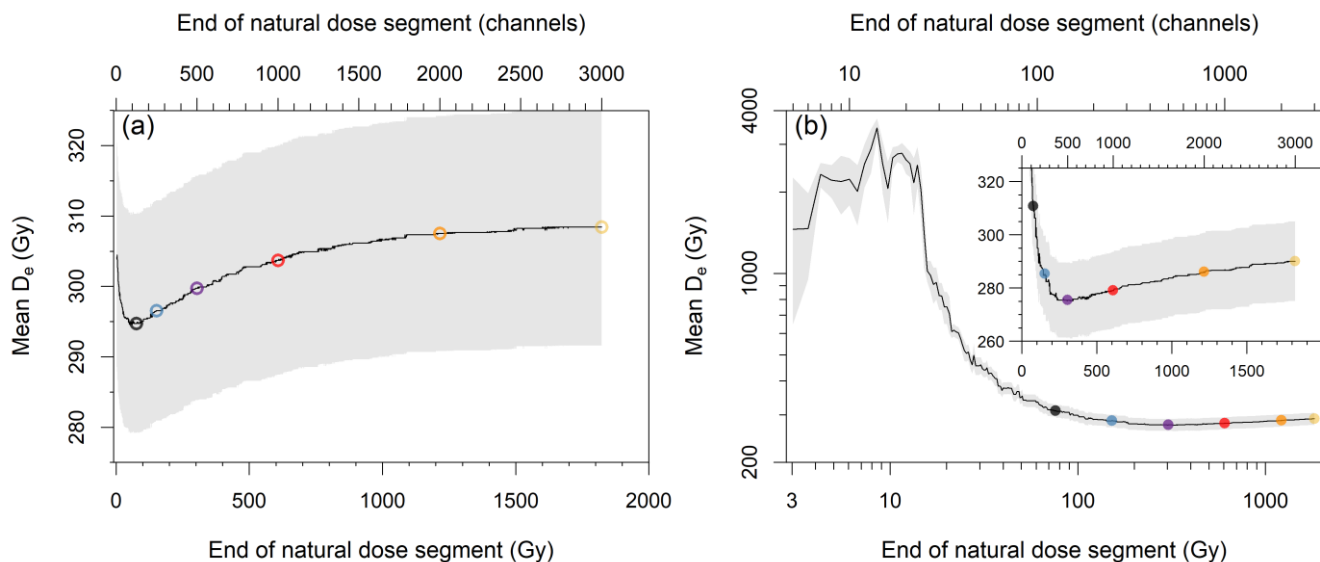 End of natural dose segment (channels)
0 500 1000 1500 2000 2500 3000
(a)
Mean De (Gy)
280 290 300 310 320
0 500 1000 1500 2000
End of natural dose segment (Gy)
End of natural dose segment (channels)
10 100 1000
(b)
Mean De (Gy)
200 1000 4000
3 10 100 1000
End of natural dose segment (Gy)
0 500 1000 2000 3000
260 280 300 320
0 500 1000 1500